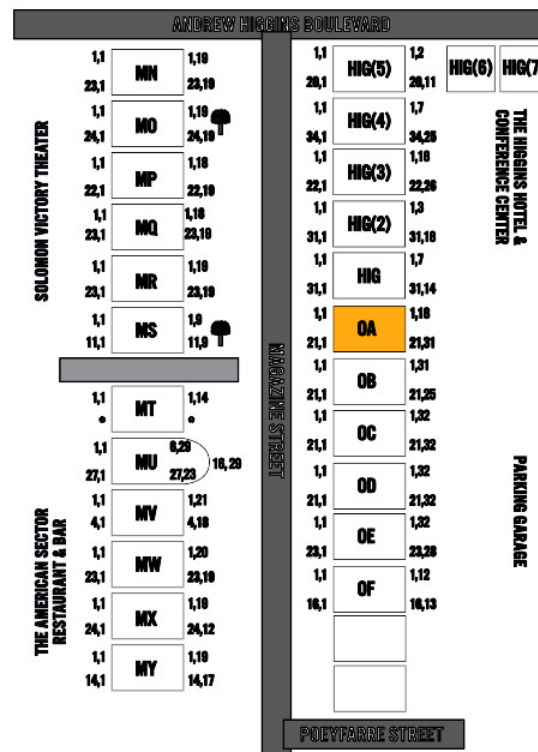 ANDREW HIGGINS BOULEVARD
1,1 MN 1,19
23,1 23,19
1,1 MO 1,19
24,1 24,19
1,1 MP 1,18
22,1 22,19
1,1 MQ 1,18
23,1 23,19
1,1 MR 1,19
23,1 23,19
1,1 MS 1,9
11,1 11,9
SOLOMON VICTORY THEATER
1,1 MT 1,14
* *
1,1 MU 6,29
27,1 27,23 16,29
1,1 MV 1,21
4,1 4,18
1,1 MW 1,20
23,1 23,19
1,1 MX 1,19
24,1 24,12
1,1 MY 1,19
14,1 14,17
THE AMERICAN SECTOR
RESTAURANT & BAR
MAGAZINE STREET
1,1 HIG(5) 1,2
20,1 20,11
HIG(6) HIG(7
1,1 HIG(4) 1,7
34,1 34,25
1,1 HIG(3) 1,18
22,1 22,26
1,1 HIG(2) 1,3
31,1 31,16
1,1 HIG 1,7
31,1 31,14
1,1 OA 1,18
21,1 21,31
1,1 OB 1,31
21,1 21,25
1,1 OC 1,32
21,1 21,32
1,1 OD 1,32
21,1 21,32
1,1 OE 1,32
23,1 23,28
1,1 OF 1,12
16,1 16,13
THE HIGGINS HOTEL &
CONFERENCE CENTER
PARKING GARAGE
POEYFARRE STREET